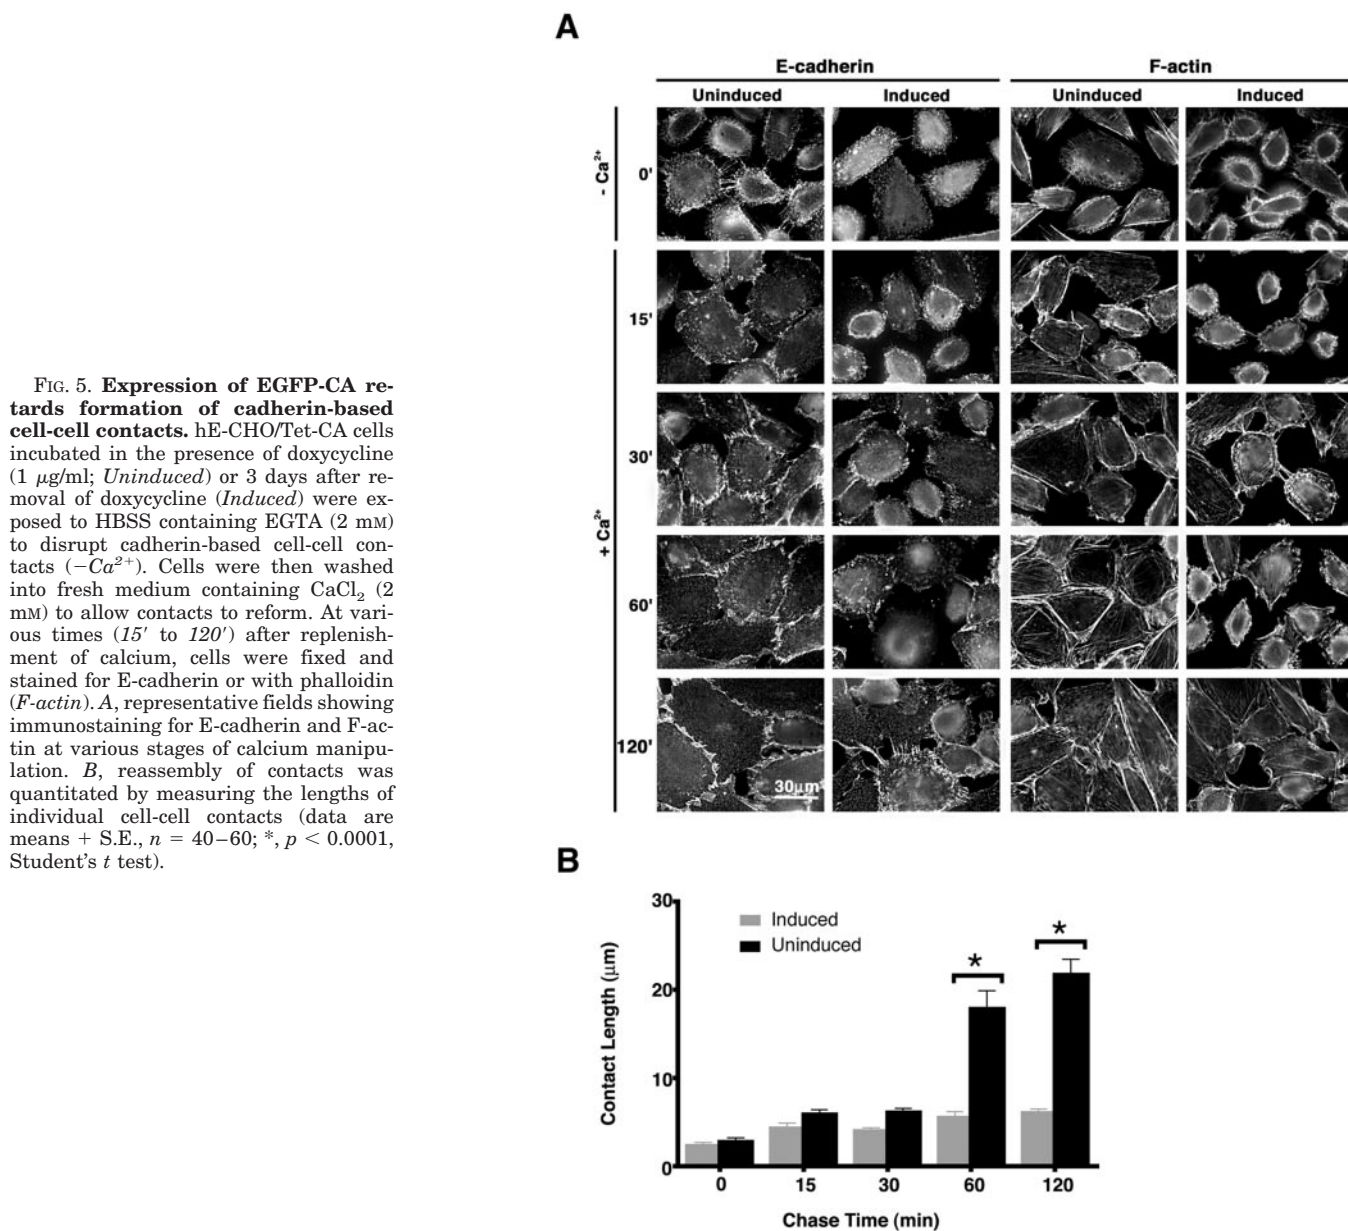 FIG. 5. Expression of EGFP-CA re-
tards formation of cadherin-based
cell-cell contacts. hE-CHO/Tet-CA cells
incubated in the presence of doxycycline
(1 μg/ml; Uninduced) or 3 days after re-
moval of doxycycline (Induced) were ex-
posed to HBSS containing EGTA (2 mM)
to disrupt cadherin-based cell-cell con-
tacts (−Ca²⁺). Cells were then washed
into fresh medium containing CaCl₂ (2
mM) to allow contacts to reform. At vari-
ous times (15′ to 120′) after replenish-
ment of calcium, cells were fixed and
stained for E-cadherin or with phalloidin
(F-actin). A, representative fields showing
immunostaining for E-cadherin and F-ac-
tin at various stages of calcium manipu-
lation. B, reassembly of contacts was
quantitated by measuring the lengths of
individual cell-cell contacts (data are
means + S.E., n = 40–60; *, p < 0.0001,
Student's t test).
A
E-cadherin F-actin
Uninduced Induced Uninduced Induced
- Ca²⁺
0'
+ Ca²⁺
15'
30'
60'
120'
30μm
B
Contact Length (μm)
30
20
10
0
Induced
Uninduced
* *
0 15 30 60 120
Chase Time (min)